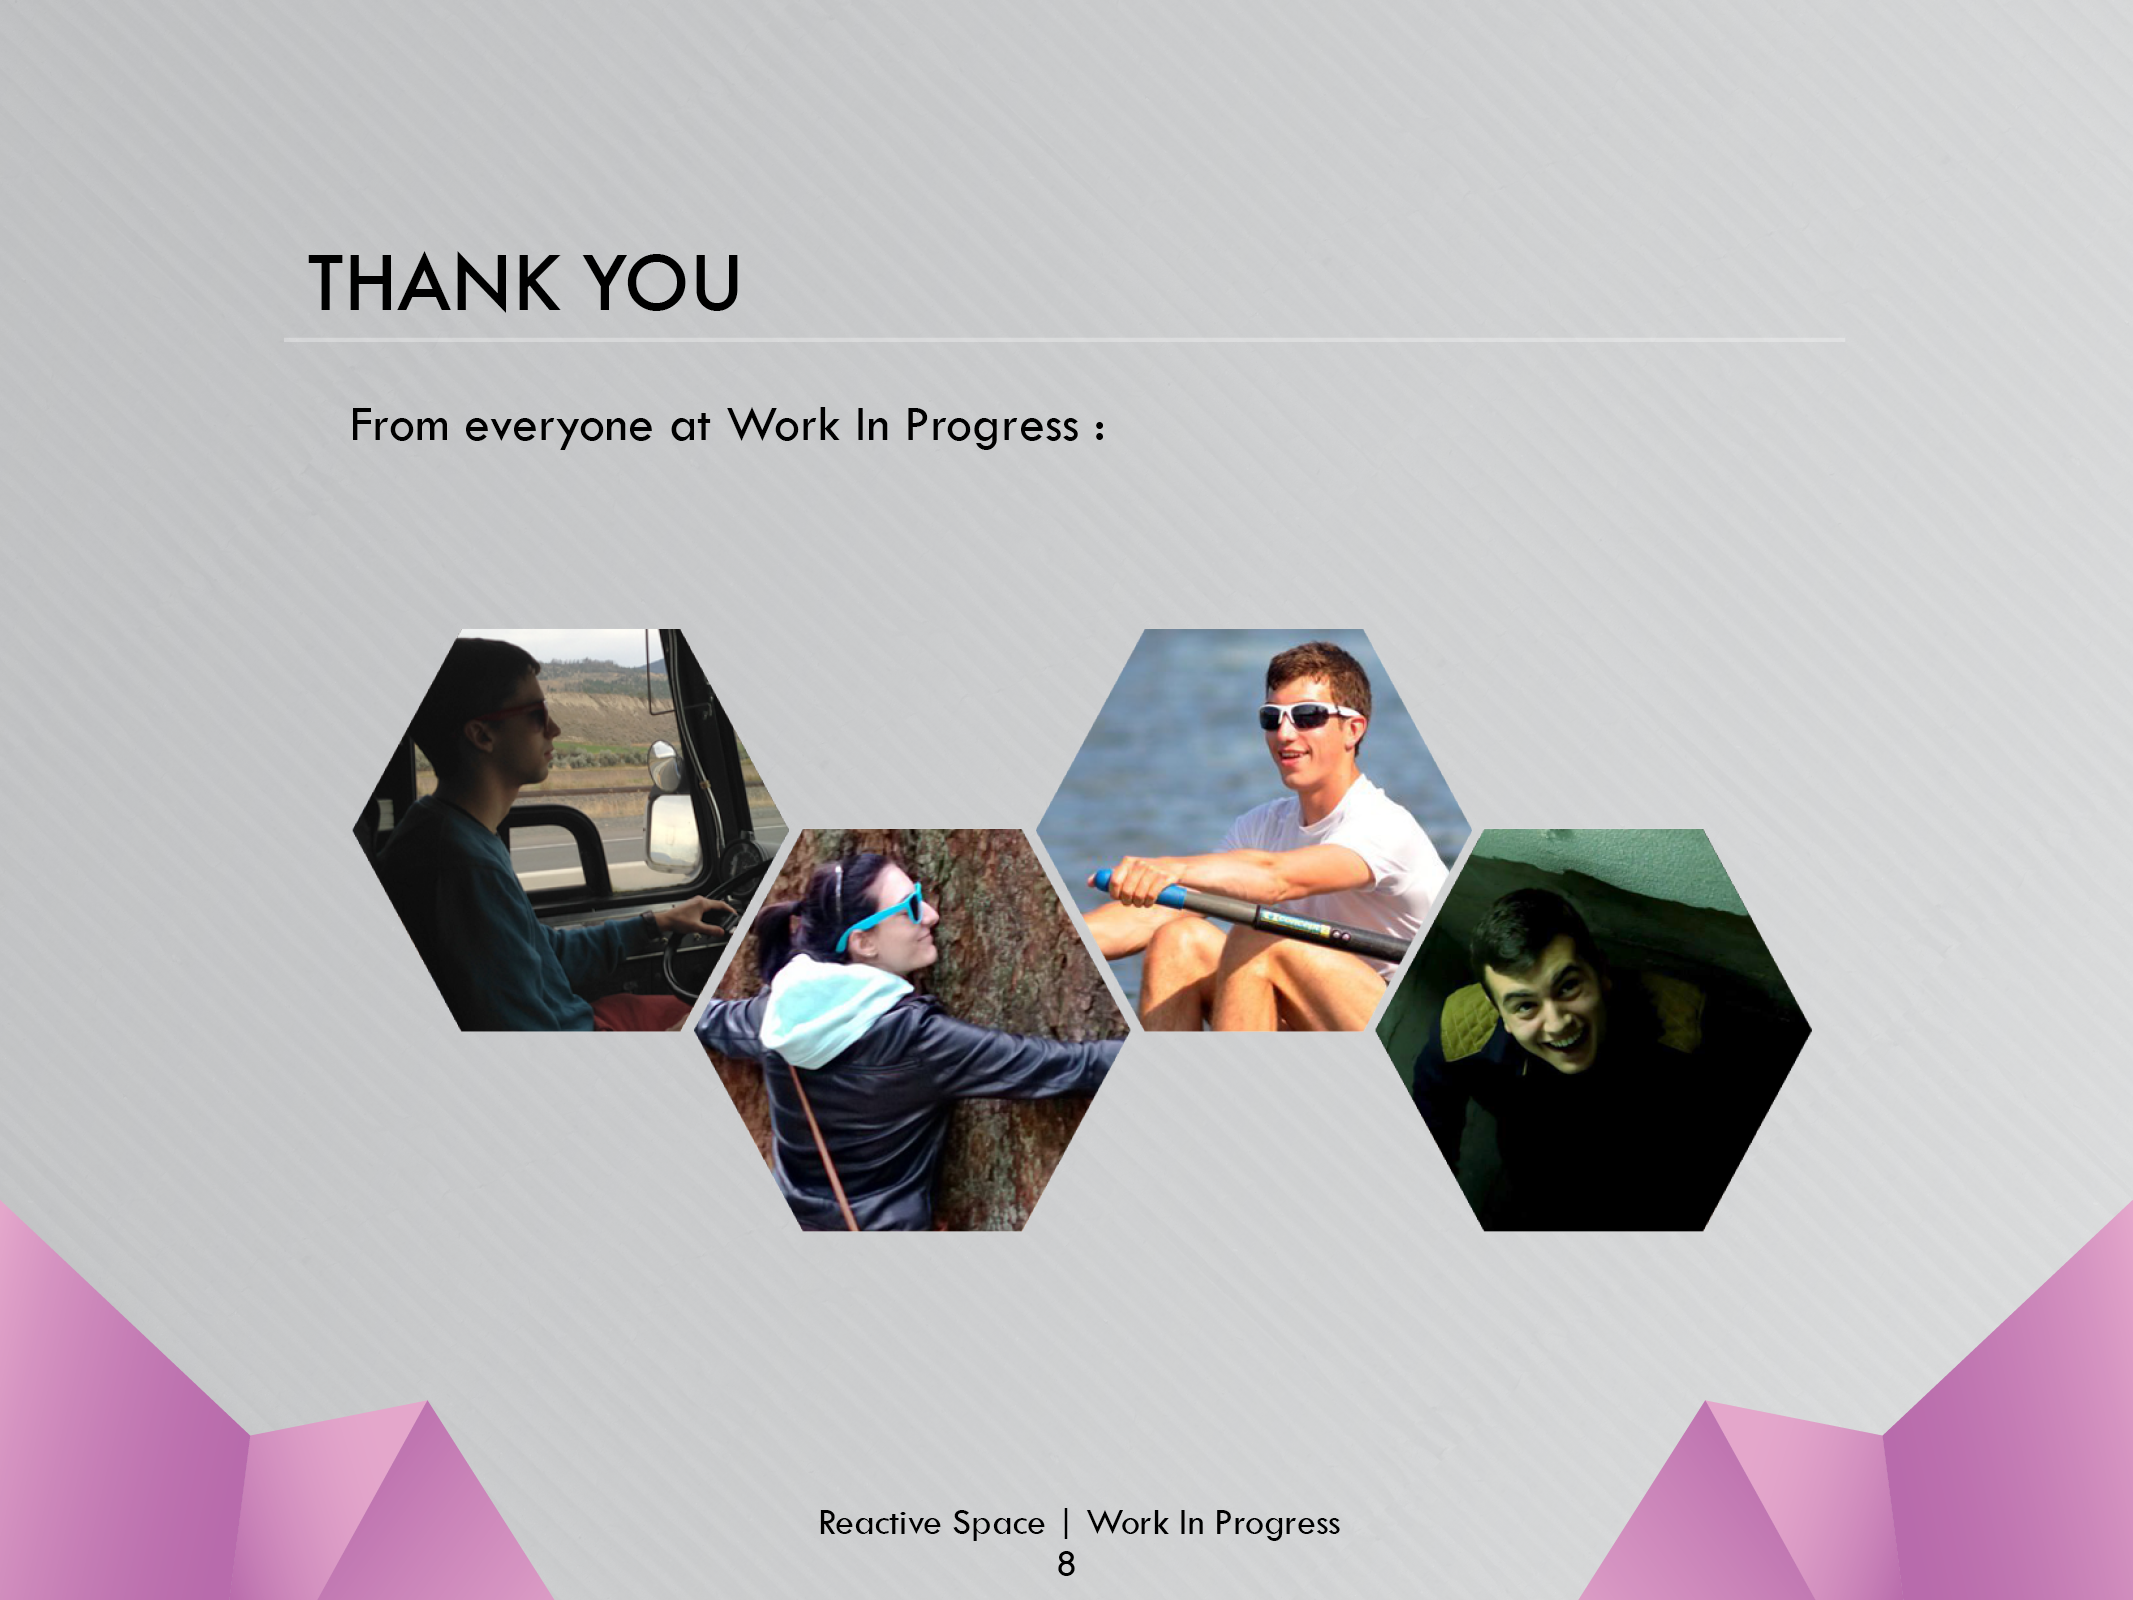 THANK YOU
From everyone at Work In Progress :
Reactive Space | Work In Progress
8